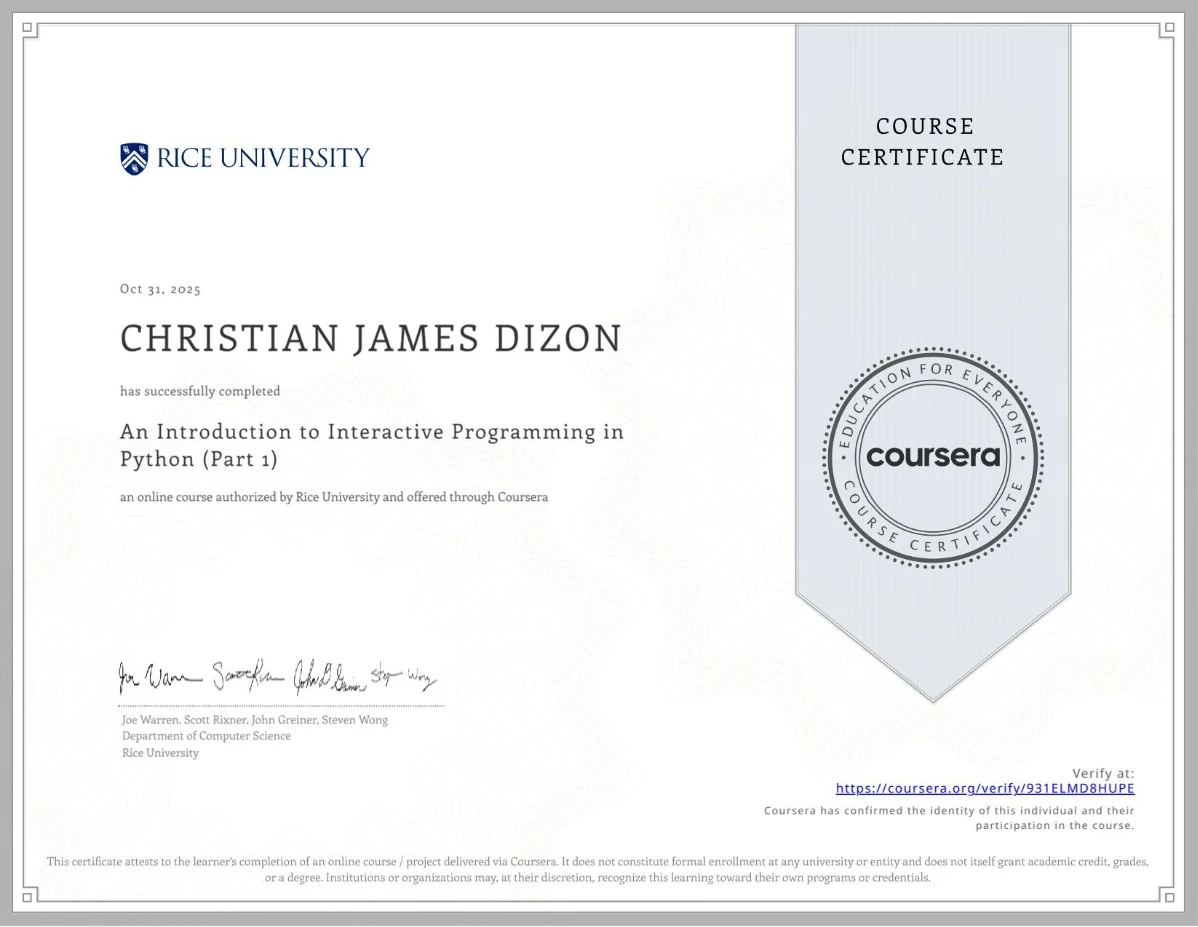 RICE UNIVERSITY
COURSE
CERTIFICATE
Oct 31, 2025
CHRISTIAN JAMES DIZON
has successfully completed
An Introduction to Interactive Programming in
Python (Part 1)
an online course authorized by Rice University and offered through Coursera
EDUCATION FOR EVERYONE
coursera
COURSE CERTIFICATE
Joe Warren, Scott Rixner, John Greiner, Steven Wong
Department of Computer Science
Rice University
Verify at:
https://coursera.org/verify/931ELMD8HUPE
Coursera has confirmed the identity of this individual and their
participation in the course.
This certificate attests to the learner's completion of an online course / project delivered via Coursera. It does not constitute formal enrollment at any university or entity and does not itself grant academic credit, grades,
or a degree. Institutions or organizations may, at their discretion, recognize this learning toward their own programs or credentials.